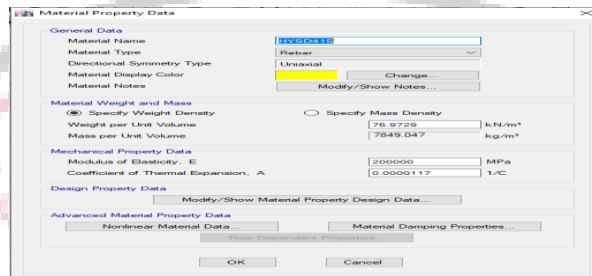 Material Property Data
General Data
Material Name HYSD415
Material Type Rebar
Directional Symmetry Type Uniaxial
Material Display Color Change...
Material Notes Modify/Show Notes...
Material Weight and Mass
Specify Weight Density Specify Mass Density
Weight per Unit Volume 76.9729 kN/m³
Mass per Unit Volume 7849.047 kg/m³
Mechanical Property Data
Modulus of Elasticity, E 200000 MPa
Coefficient of Thermal Expansion, A 0.0000117 1/C
Design Property Data
Modify/Show Material Property Design Data...
Advanced Material Property Data
Nonlinear Material Data... Material Damping Properties...
Time Dependent Properties...
OK Cancel